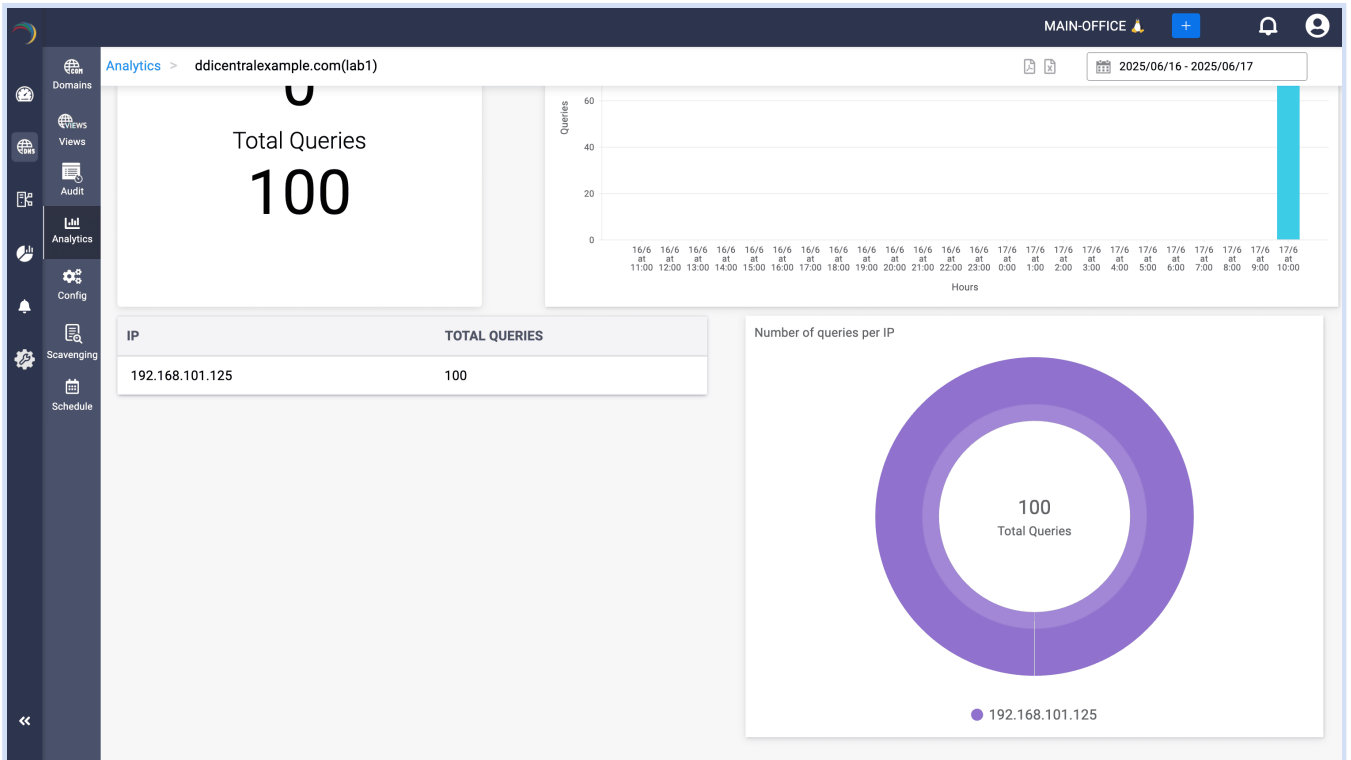 MAIN-OFFICE
Analytics > ddicentralexample.com(lab1)
2025/06/16 - 2025/06/17
.COM
Domains
VIEWS
Views
DNS
Audit
Analytics
Config
Scavenging
Schedule
0
Total Queries
100
Queries
60
40
20
0
16/6 at 11:00
16/6 at 12:00
16/6 at 13:00
16/6 at 14:00
16/6 at 15:00
16/6 at 16:00
16/6 at 17:00
16/6 at 18:00
16/6 at 19:00
16/6 at 20:00
16/6 at 21:00
16/6 at 22:00
16/6 at 23:00
17/6 at 0:00
17/6 at 1:00
17/6 at 2:00
17/6 at 3:00
17/6 at 4:00
17/6 at 5:00
17/6 at 6:00
17/6 at 7:00
17/6 at 8:00
17/6 at 9:00
17/6 at 10:00
Hours
IP TOTAL QUERIES
192.168.101.125 100
Number of queries per IP
100
Total Queries
192.168.101.125